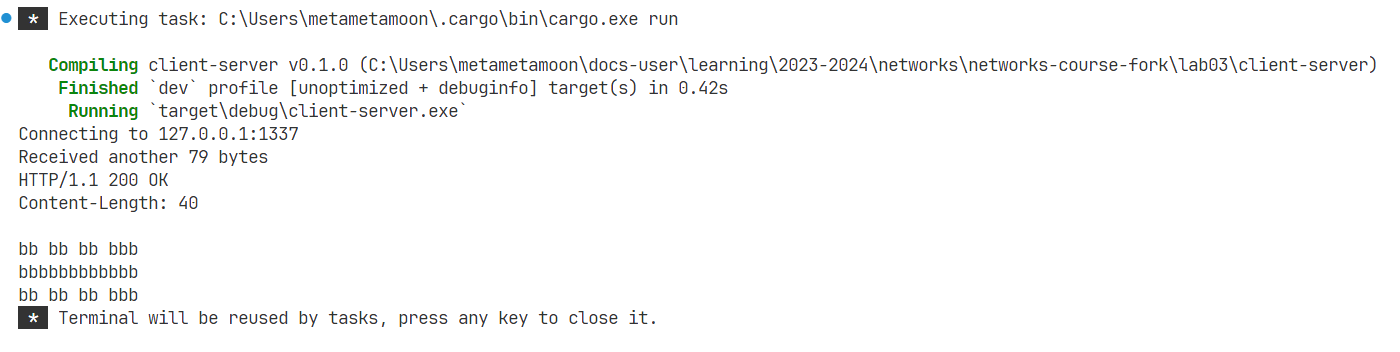 * Executing task: C:\Users\metametamoon\.cargo\bin\cargo.exe run
Compiling client-server v0.1.0 (C:\Users\metametamoon\docs-user\learning\2023-2024\networks\networks-course-fork\lab03\client-server)
Finished `dev` profile [unoptimized + debuginfo] target(s) in 0.42s
Running `target\debug\client-server.exe`
Connecting to 127.0.0.1:1337
Received another 79 bytes
HTTP/1.1 200 OK
Content-Length: 40
bb bb bb bbb
bbbbbbbbbbbb
bb bb bb bbb
* Terminal will be reused by tasks, press any key to close it.